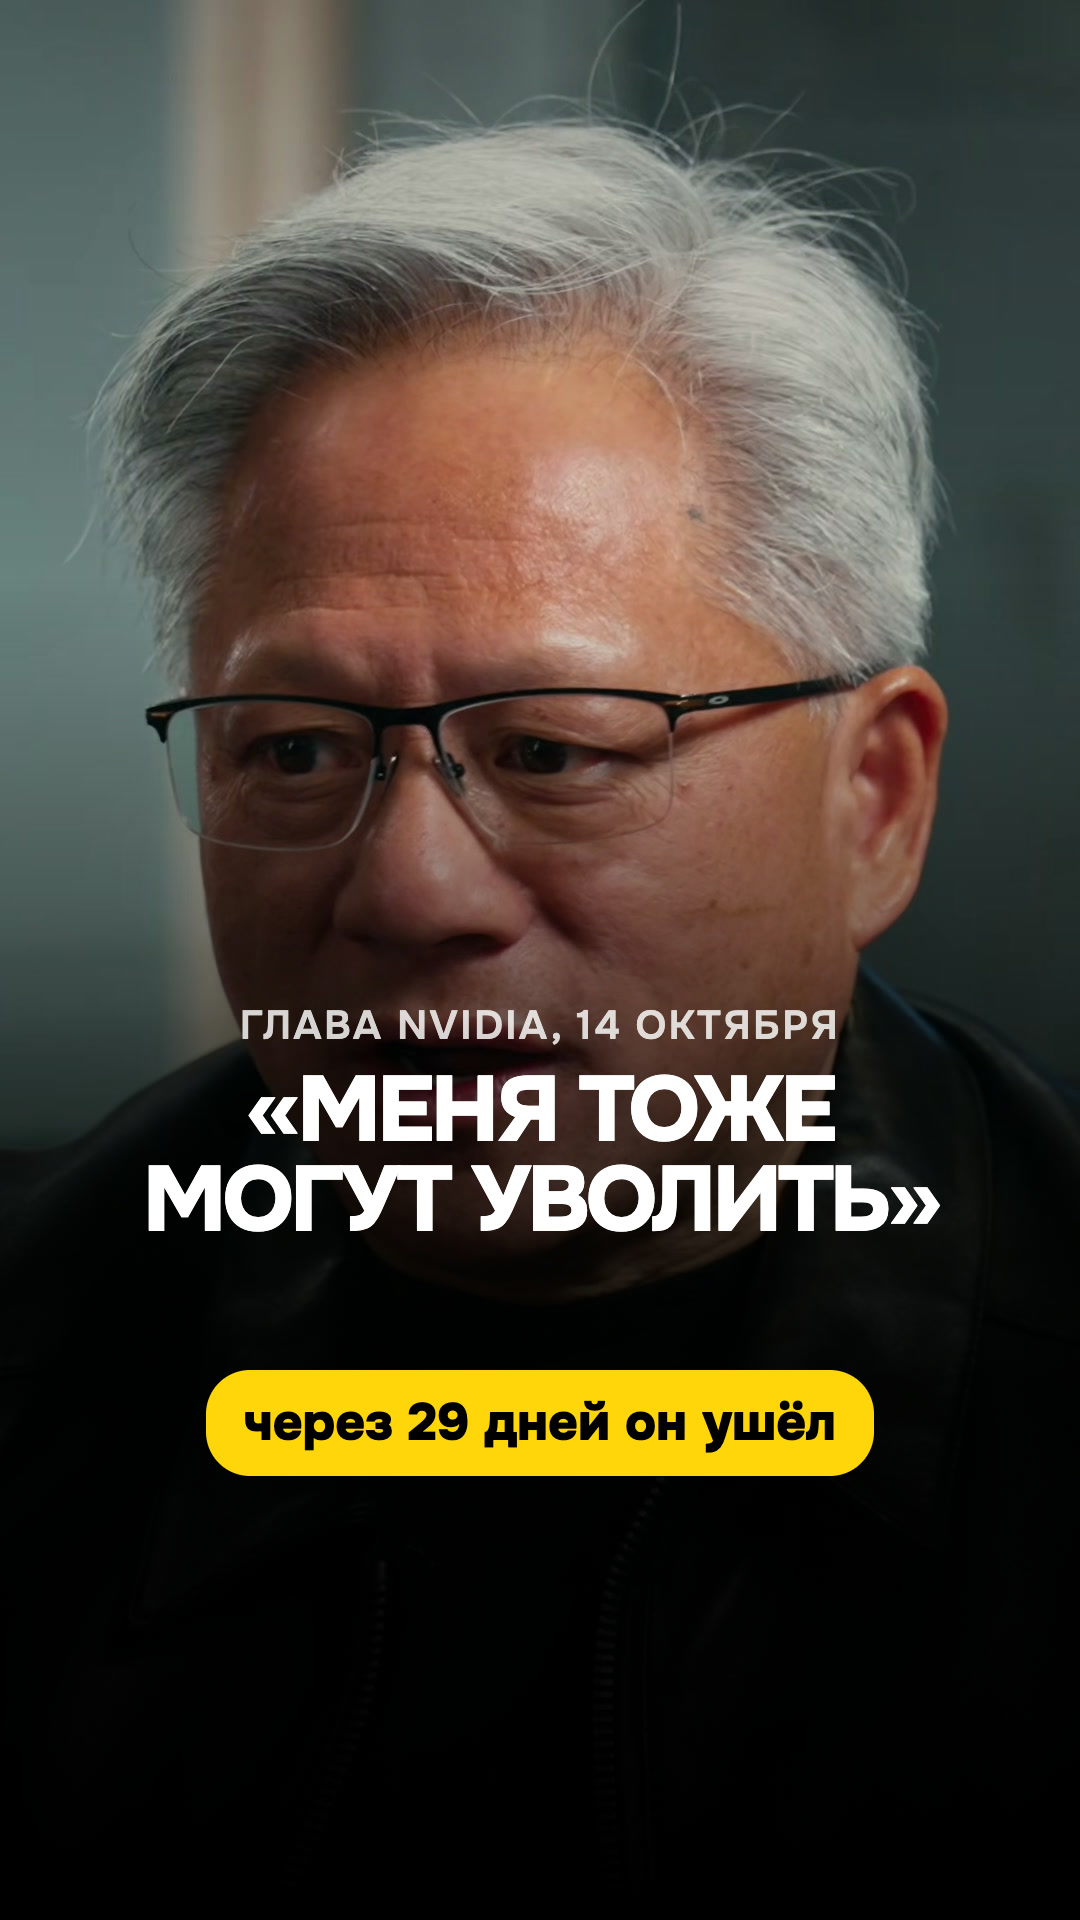 ГЛАВА NVIDIA, 14 ОКТЯБРЯ
«МЕНЯ ТОЖЕ
МОГУТ УВОЛИТЬ»
через 29 дней он ушёл